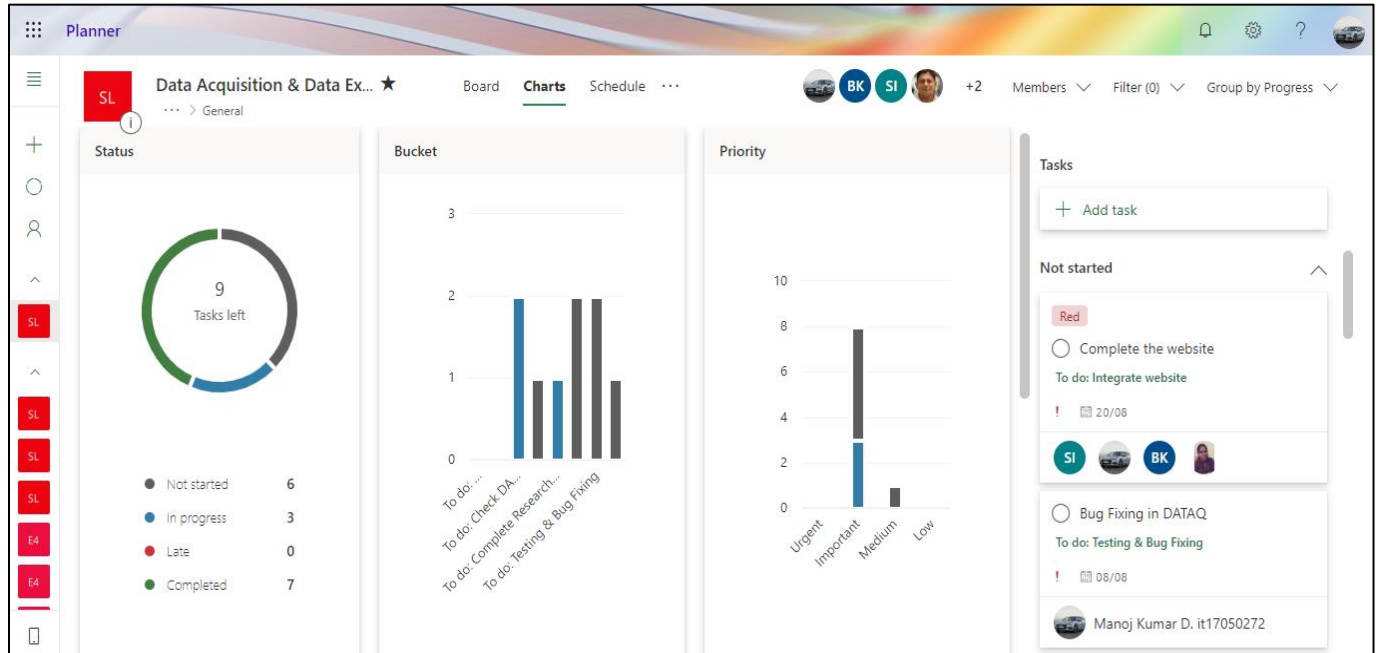 Planner
?
SL
Data Acquisition & Data Ex... ★
Board Charts Schedule ...
BK SI +2
Members Filter (0) Group by Progress
... > General
i
Status
9
Tasks left
Not started 6
In progress 3
Late 0
Completed 7
Bucket
3
2
1
0
To do: ...
To do: Check DA...
To do: Complete Research...
To do: Testing & Bug Fixing
Priority
10
8
6
4
2
0
Urgent
Important
Medium
Low
Tasks
+ Add task
Not started
Red
Complete the website
To do: Integrate website
! 20/08
SI BK
Bug Fixing in DATAQ
To do: Testing & Bug Fixing
! 08/08
Manoj Kumar D. it17050272
SL
SL
SL
SL
E4
E4